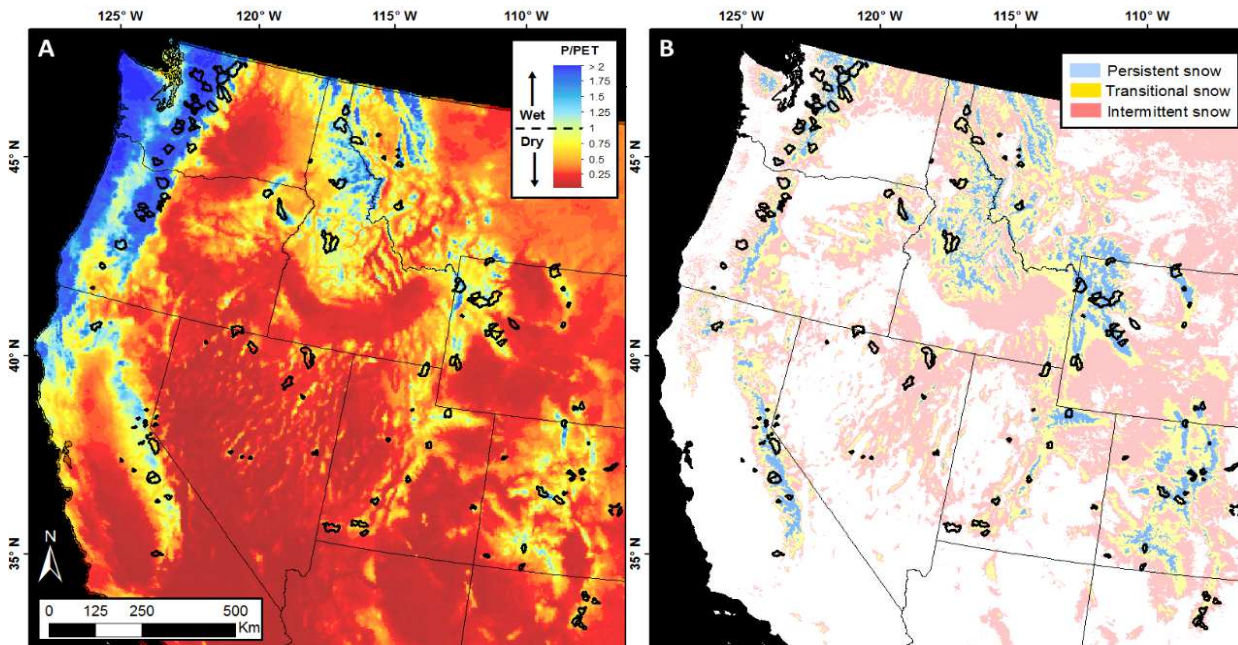 125° W 120° W 115° W 110° W
A
P/PET
> 2
1.75
1.5
1.25
1
0.75
0.5
0.25
Wet
Dry
45° N
40° N
35° N
N
0 125 250 500
Km
125° W 120° W 115° W 110° W
B
Persistent snow
Transitional snow
Intermittent snow
45° N
40° N
35° N